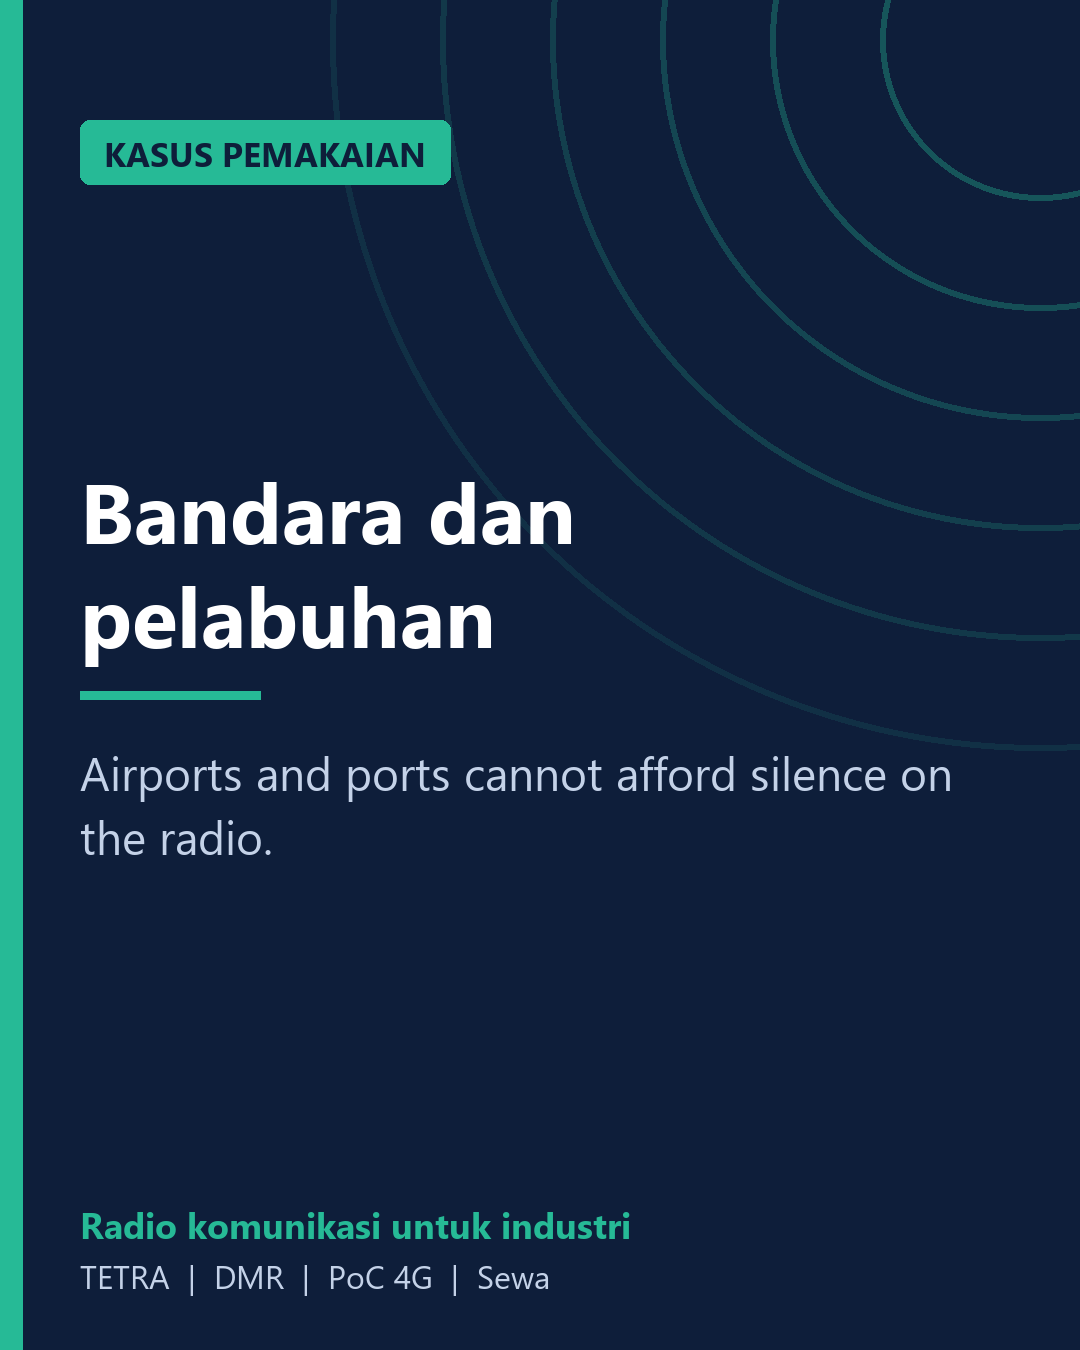 KASUS PEMAKAIAN
Bandara dan
pelabuhan
Airports and ports cannot afford silence on
the radio.
Radio komunikasi untuk industri
TETRA | DMR | PoC 4G | Sewa